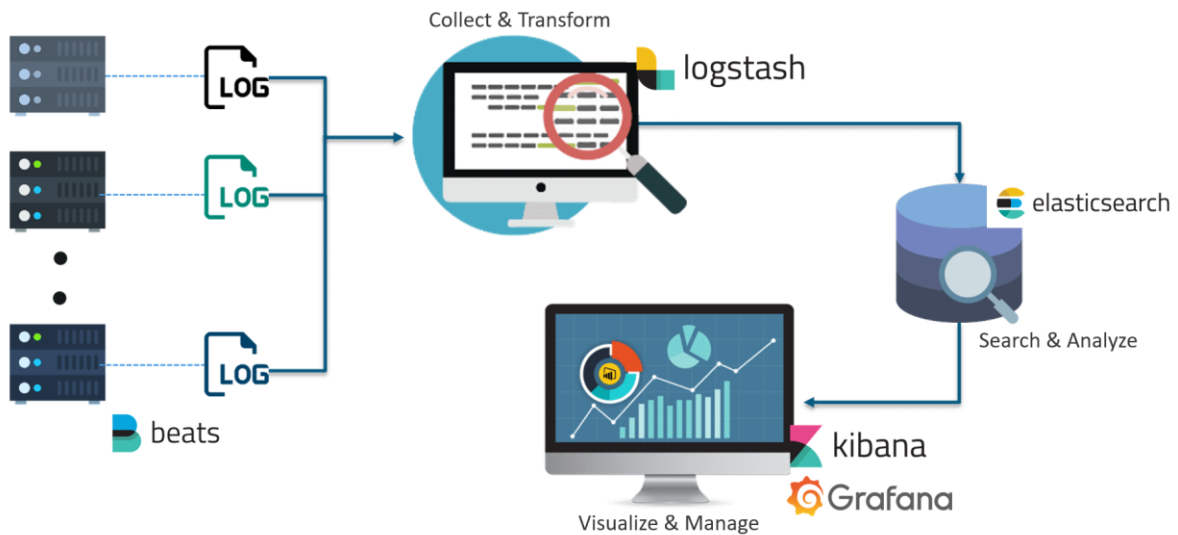 Collect & Transform
logstash
LOG
LOG
LOG
beats
elasticsearch
Search & Analyze
kibana
Grafana
Visualize & Manage